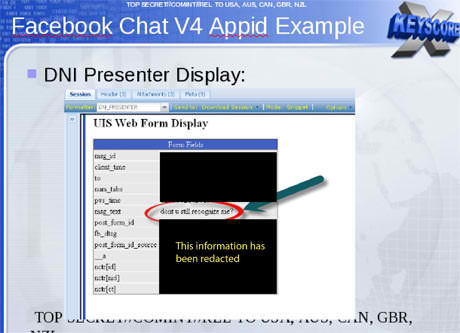 TOP SECRET//COMINT//REL TO USA, AUS, CAN, GBR, NZL
Facebook Chat V4 Appid Example
X KEYSCORE
DNI Presenter Display:
Session Header (3) Attachments (3) Meta (9)
Formatter: DNI_PRESENTER Send to: Download Session Mode: Snippet Options
UIS Web Form Display
Form Fields
msg_id
client_time
to
num_tabs
pvs_time
msg_text dont u still recognize me?
post_form_id
fb_dtsg
post_form_id_source
__a
nctr[id]
nctr[nid]
nctr[ct]
This information has
been redacted
TOP SECRET//COMINT//REL TO USA, AUS, CAN, GBR,
NZL